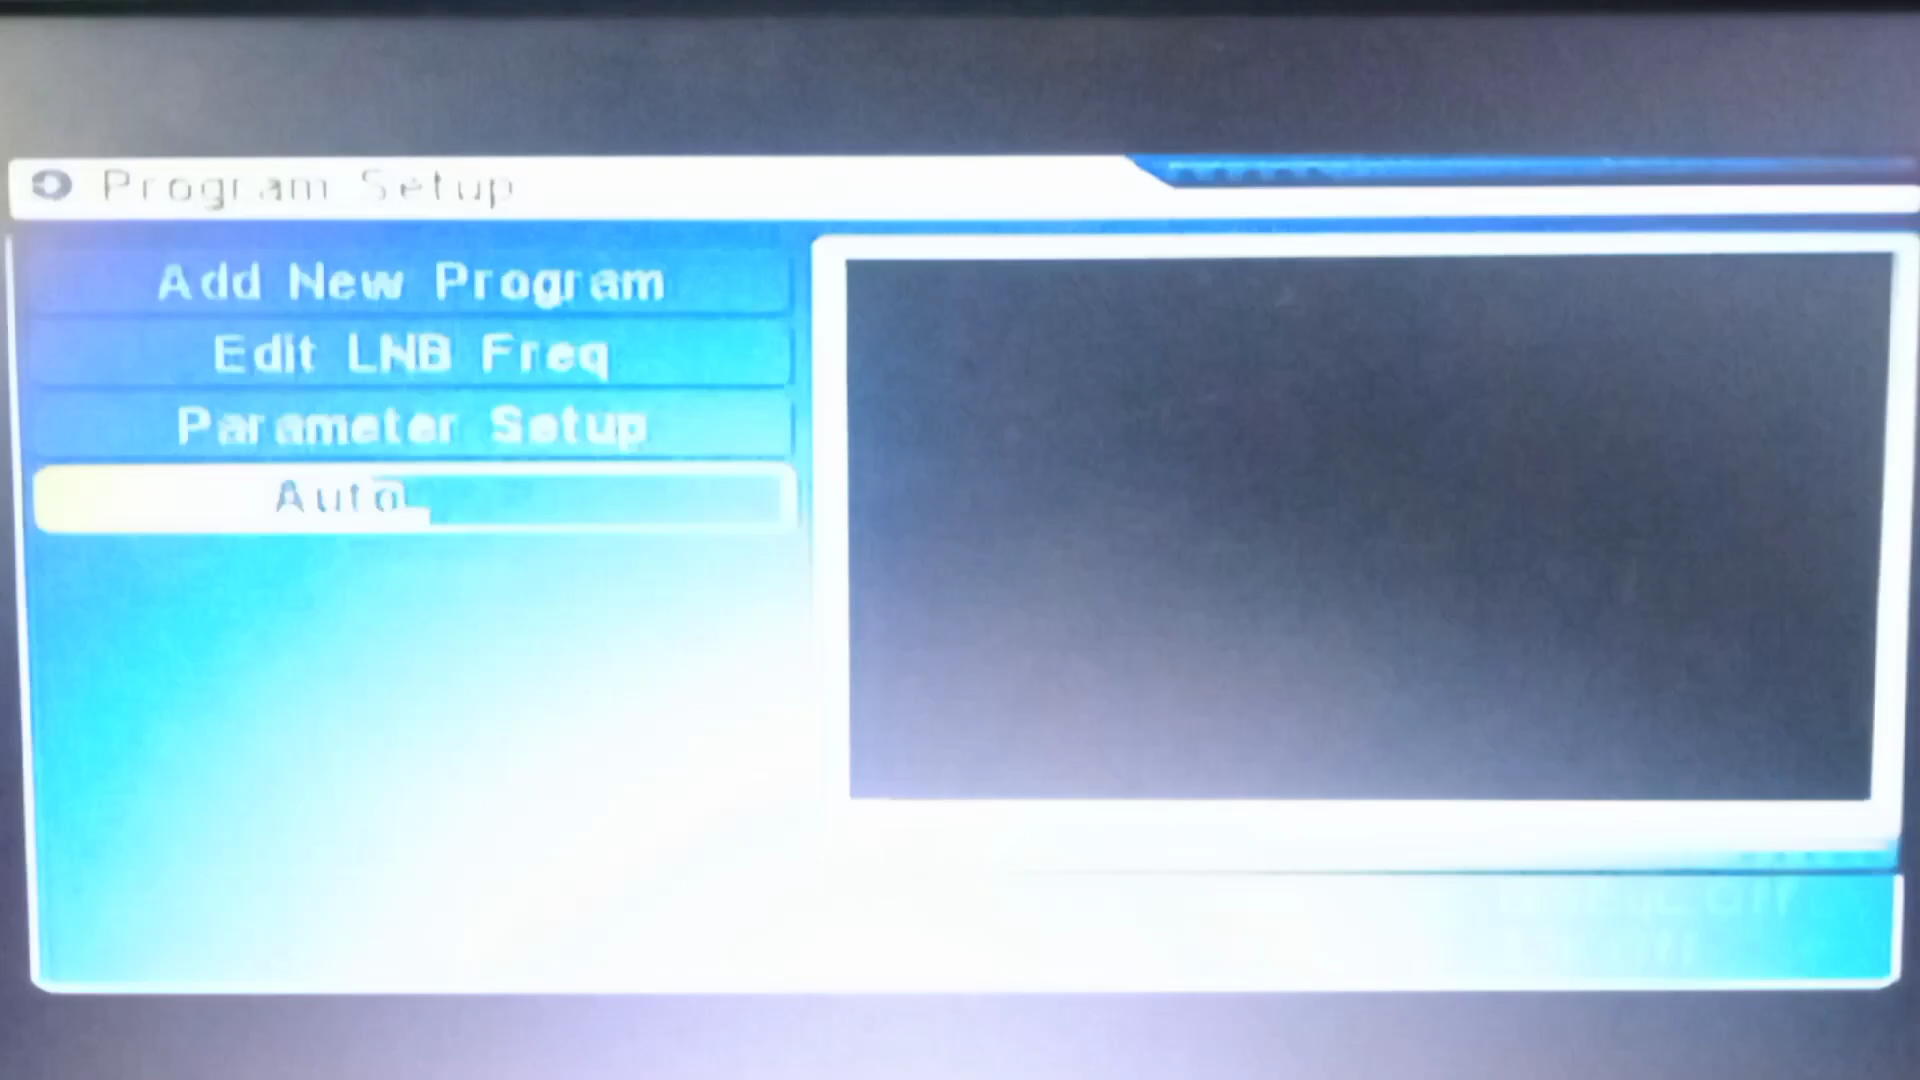 Program Setup
Add New Program
Edit LNB Freq
Parameter Setup
Auto